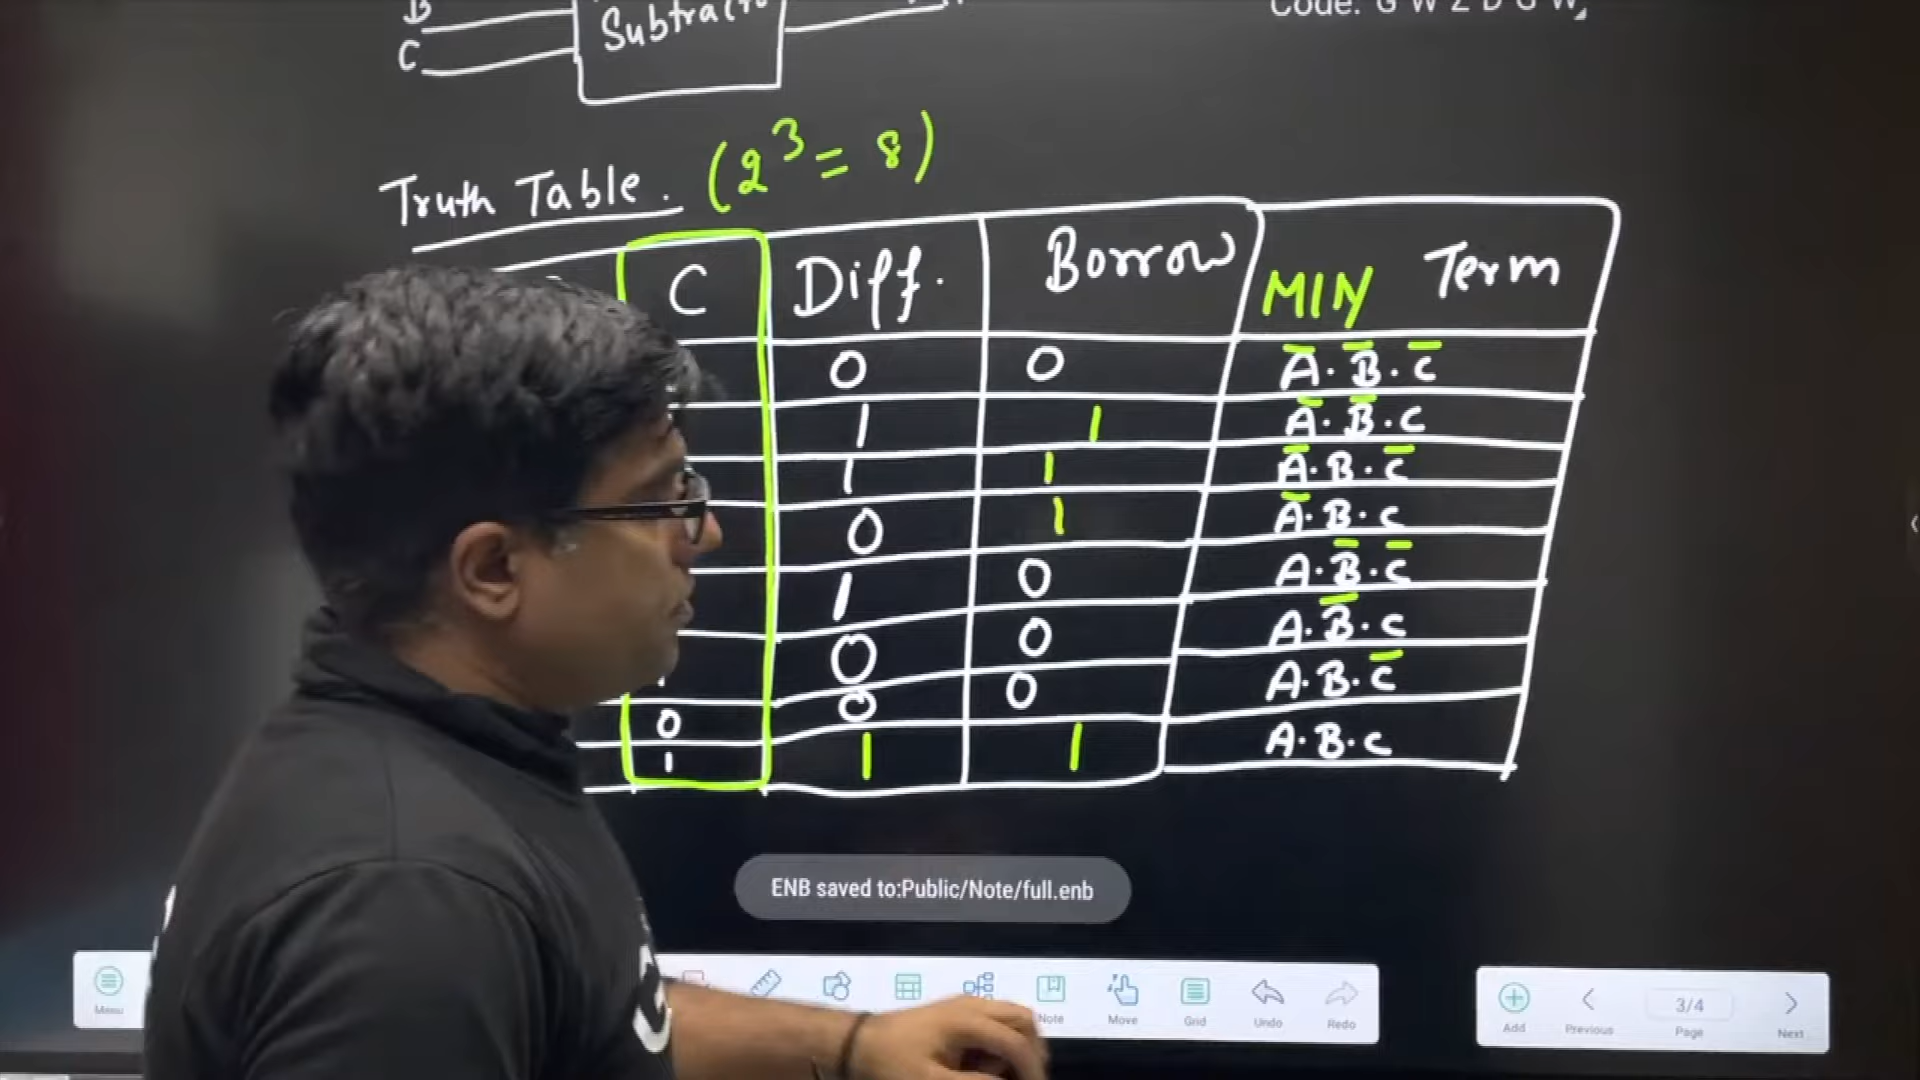 B
C
Subtracto
Code: G W Z D G W
Truth Table. (2³ = 8)
C Diff. Borrow MIN Term
0 0 A̅·B̅·C̅
1 1 A̅·B̅·C
1 1 A̅·B·C̅
0 1 A̅·B·C
1 0 A·B̅·C̅
0 0 A·B̅·C
0 0 0 A·B·C̅
1 1 1 A·B·C
ENB saved to:Public/Note/full.enb
Menu Note Move Grid Undo Redo Add Previous 3/4 Page Next